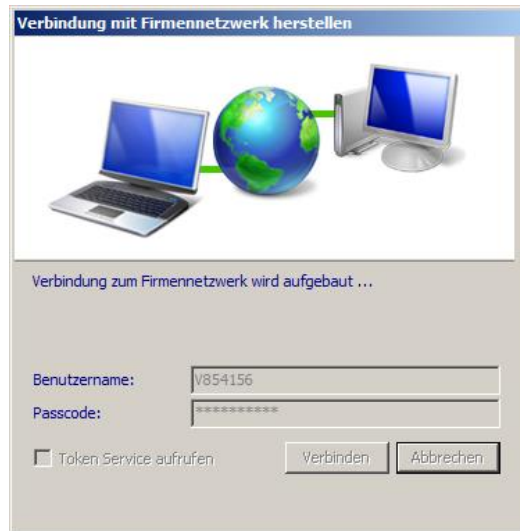 Verbindung mit Firmennetzwerk herstellen
Verbindung zum Firmennetzwerk wird aufgebaut ...
Benutzername: V854156
Passcode: **********
Token Service aufrufen Verbinden Abbrechen